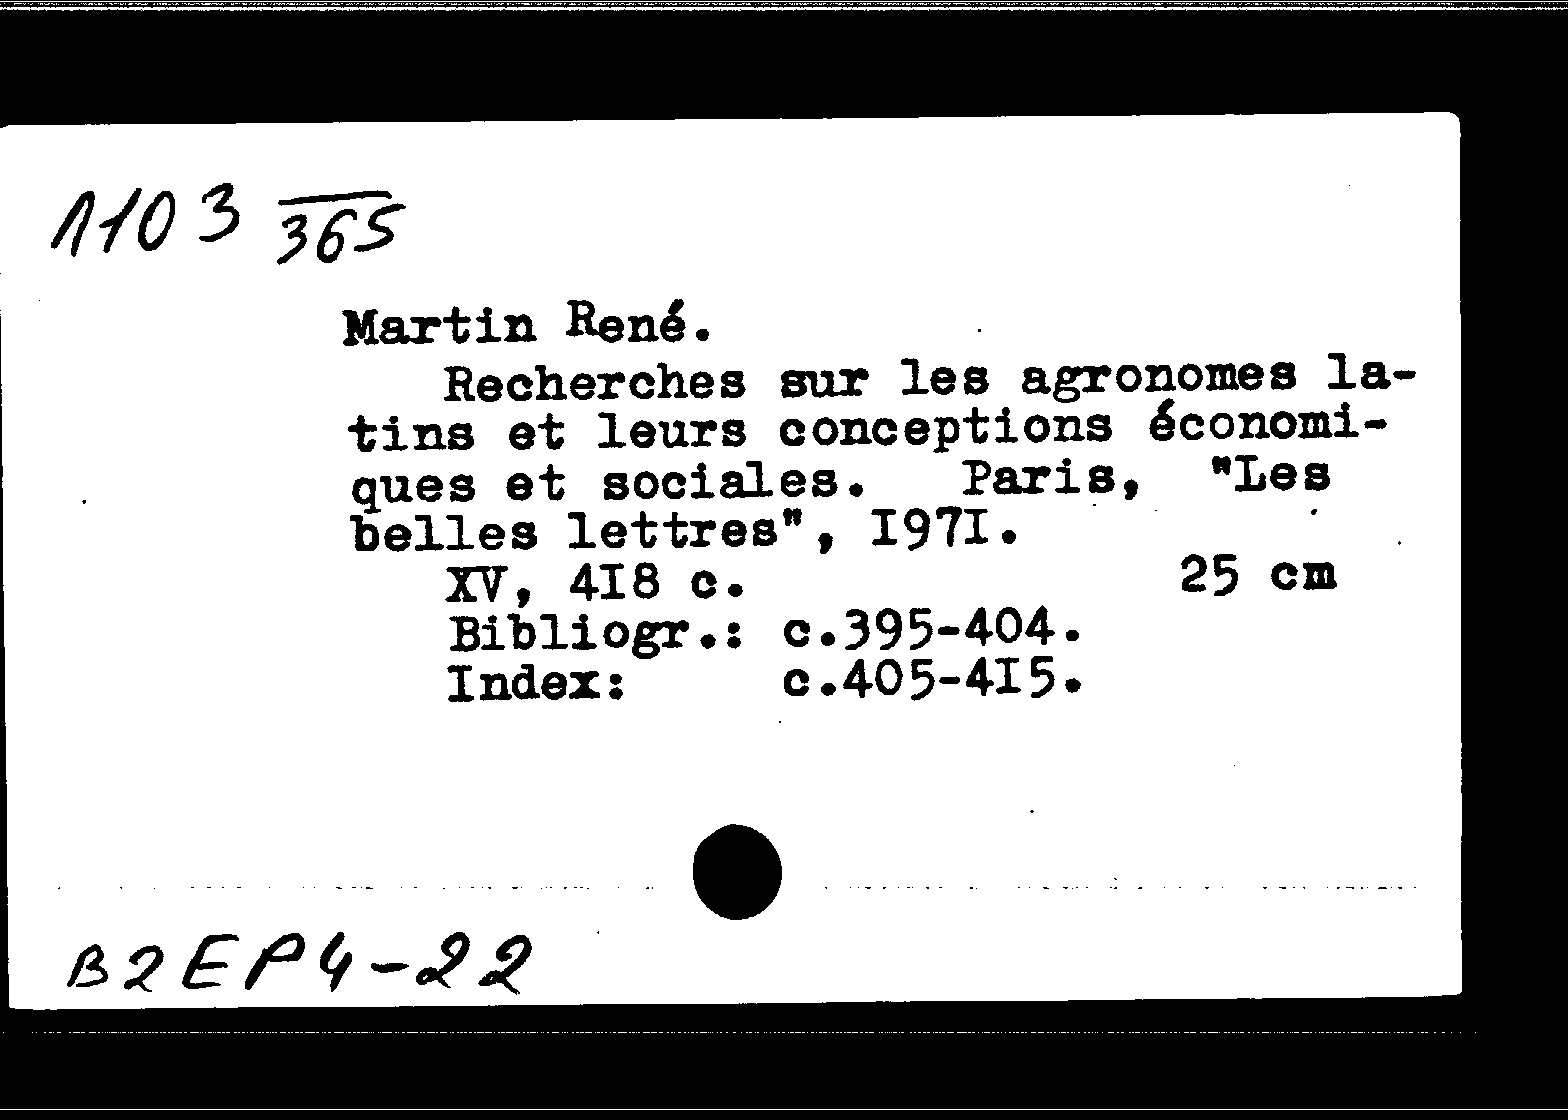 1103 365
Martin René.
Recherches sur les agronomes la-
tins et leurs conceptions économi-
ques et sociales. Paris, "Les
belles lettres", I97I.
XV, 4I8 c. 25 cm
Bibliogr.: c.395-404.
Index: c.405-4I5.
B2EP4-22